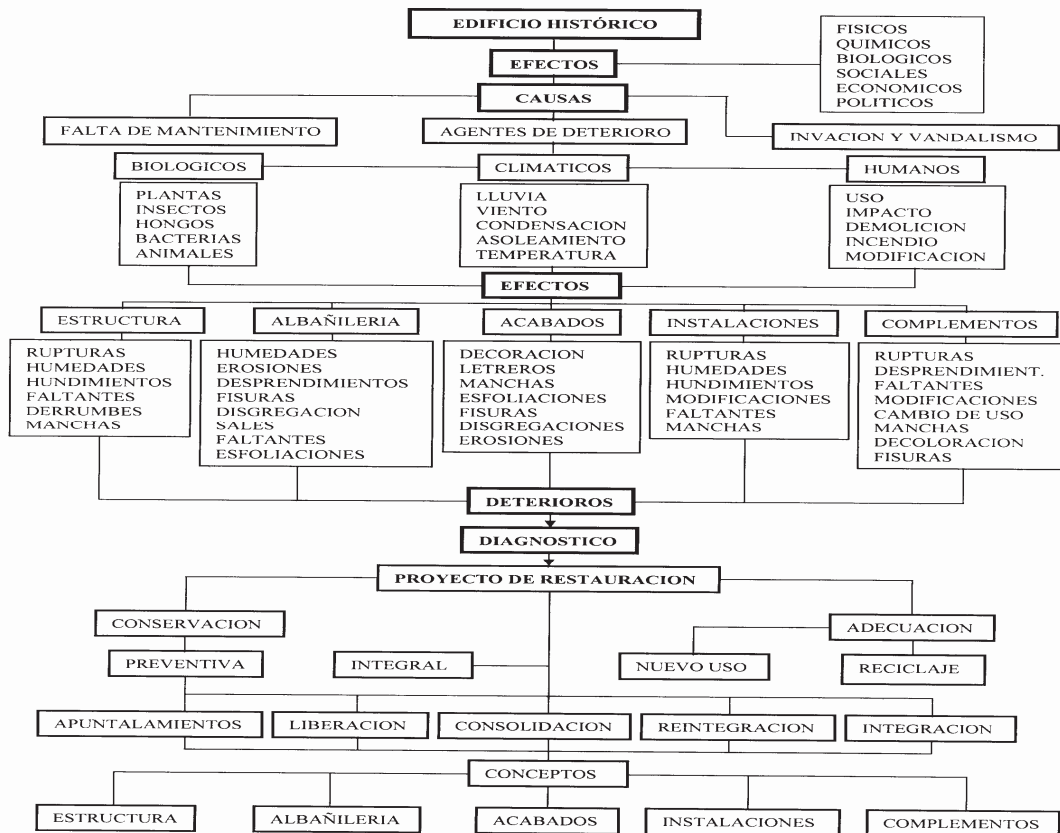 EDIFICIO HISTÓRICO
EFECTOS
FISICOS
QUIMICOS
BIOLOGICOS
SOCIALES
ECONOMICOS
POLITICOS
CAUSAS
FALTA DE MANTENIMIENTO
AGENTES DE DETERIORO
INVACION Y VANDALISMO
BIOLOGICOS
CLIMATICOS
HUMANOS
PLANTAS
INSECTOS
HONGOS
BACTERIAS
ANIMALES
LLUVIA
VIENTO
CONDENSACION
ASOLEAMIENTO
TEMPERATURA
USO
IMPACTO
DEMOLICION
INCENDIO
MODIFICACION
EFECTOS
ESTRUCTURA
ALBAÑILERIA
ACABADOS
INSTALACIONES
COMPLEMENTOS
RUPTURAS
HUMEDADES
HUNDIMIENTOS
FALTANTES
DERRUMBES
MANCHAS
HUMEDADES
EROSIONES
DESPRENDIMIENTOS
FISURAS
DISGREGACION
SALES
FALTANTES
ESFOLIACIONES
DECORACION
LETREROS
MANCHAS
ESFOLIACIONES
FISURAS
DISGREGACIONES
EROSIONES
RUPTURAS
HUMEDADES
HUNDIMIENTOS
MODIFICACIONES
FALTANTES
MANCHAS
RUPTURAS
DESPRENDIMIENT.
FALTANTES
MODIFICACIONES
CAMBIO DE USO
MANCHAS
DECOLORACION
FISURAS
DETERIOROS
DIAGNOSTICO
PROYECTO DE RESTAURACION
CONSERVACION
ADECUACION
PREVENTIVA
INTEGRAL
NUEVO USO
RECICLAJE
APUNTALAMIENTOS
LIBERACION
CONSOLIDACION
REINTEGRACION
INTEGRACION
CONCEPTOS
ESTRUCTURA
ALBAÑILERIA
ACABADOS
INSTALACIONES
COMPLEMENTOS